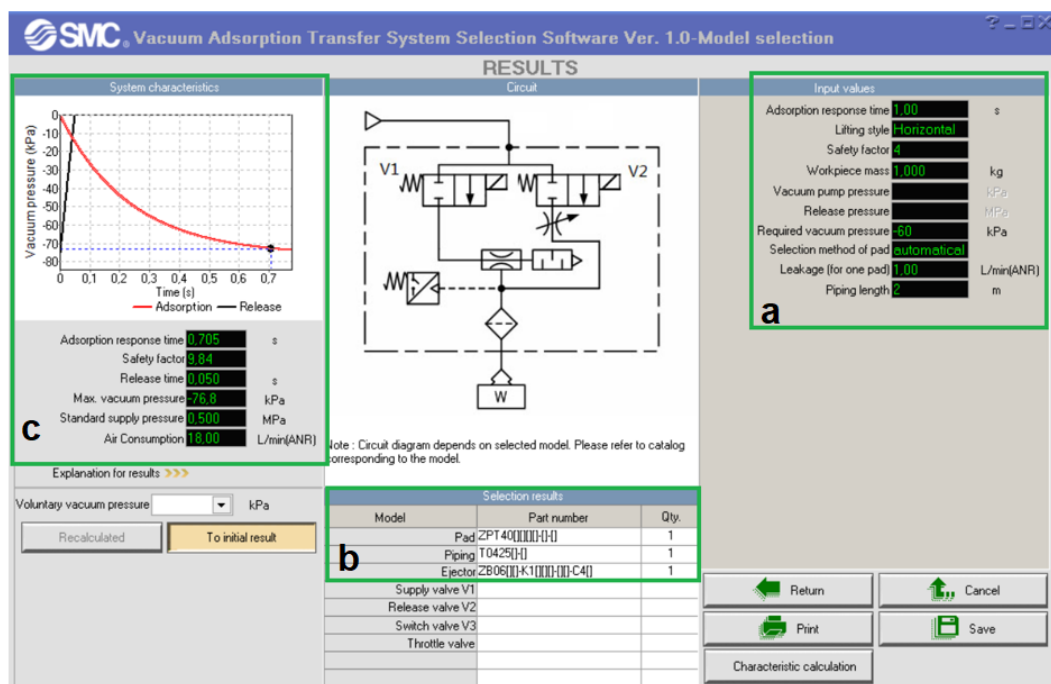 SMC. Vacuum Adsorption Transfer System Selection Software Ver. 1.0-Model selection
RESULTS
System characteristics
Vacuum pressure (kPa)
0
-10
-20
-30
-40
-50
-60
-70
-80
0 0,1 0,2 0,3 0,4 0,5 0,6 0,7
Time (s)
Adsorption Release
Adsorption response time 0,705 s
Safety factor 9,84
Release time 0,050 s
Max. vacuum pressure -76,8 kPa
Standard supply pressure 0,500 MPa
Air Consumption 18,00 L/min(ANR)
c
Explanation for results >>>
Voluntary vacuum pressure kPa
Recalculated To initial result
Circuit
V1 V2
W
Note : Circuit diagram depends on selected model. Please refer to catalog
corresponding to the model.
Selection results
Model Part number Qty.
Pad ZPT40[][][][]-[]-[] 1
Piping T0425[]-[] 1
Ejector ZB06[][]-K1[][][]-[][]-C4[] 1
b
Supply valve V1
Release valve V2
Switch valve V3
Throttle valve
Input values
Adsorption response time 1,00 s
Lifting style Horizontal
Safety factor 4
Workpiece mass 1,000 kg
Vacuum pump pressure kPa
Release pressure MPa
Required vacuum pressure -60 kPa
Selection method of pad automatical
Leakage (for one pad) 1,00 L/min(ANR)
Piping length 2 m
a
Return Cancel
Print Save
Characteristic calculation